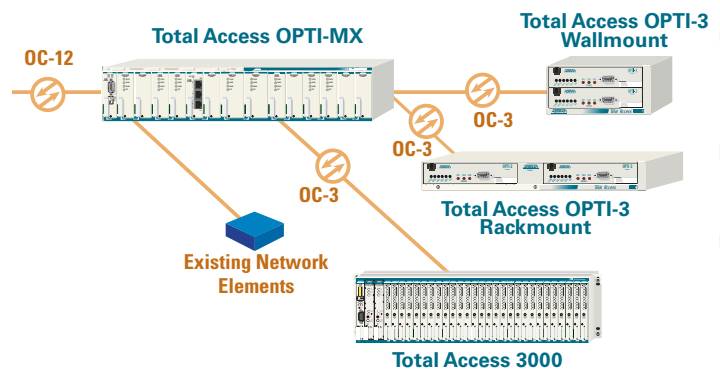 Total Access OPTI-MX
Total Access OPTI-3
Wallmount
OC-12
OC-3
OC-3
OC-3
Total Access OPTI-3
Rackmount
Existing Network
Elements
Total Access 3000